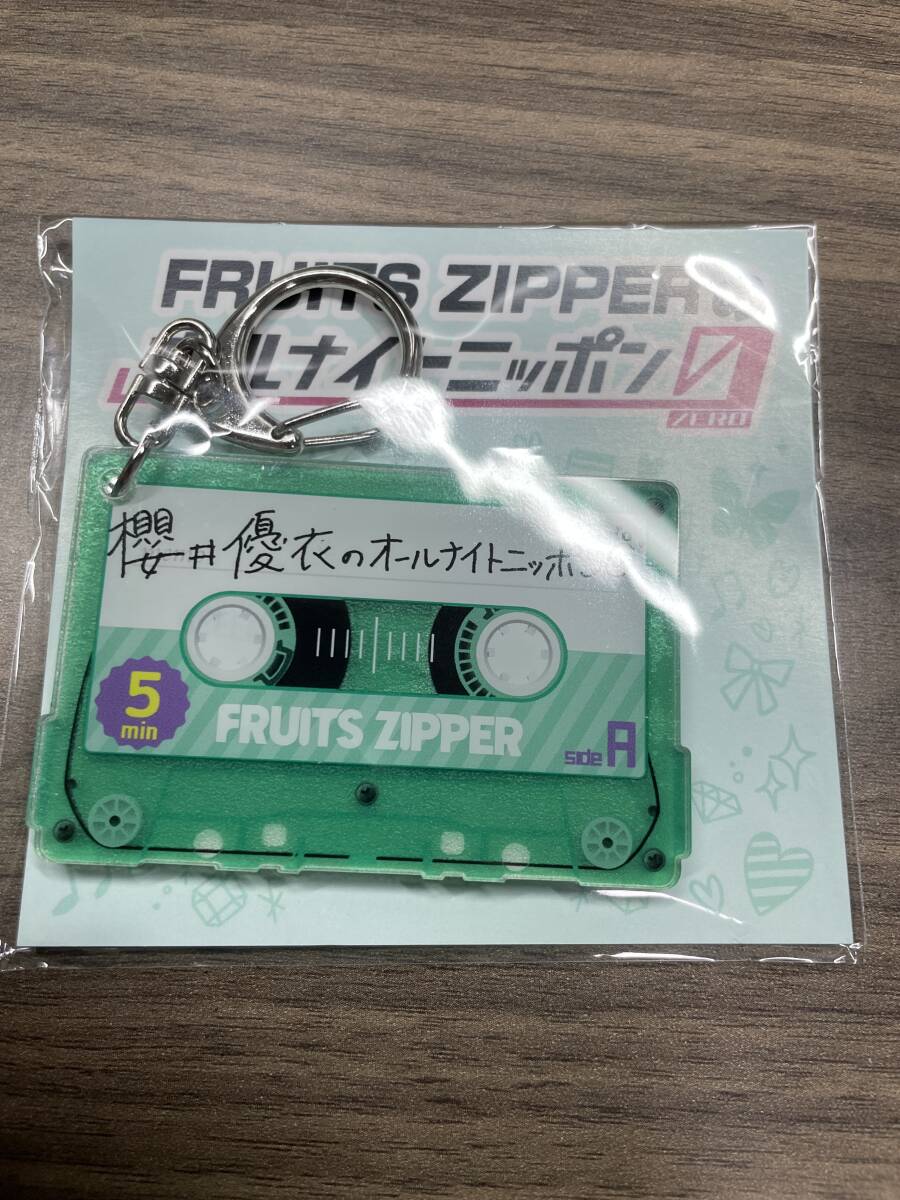 FRUITS ZIPPERの
オールナイトニッポン0
ZERO
櫻井優衣のオールナイトニッポン
5
min
FRUITS ZIPPER
side A